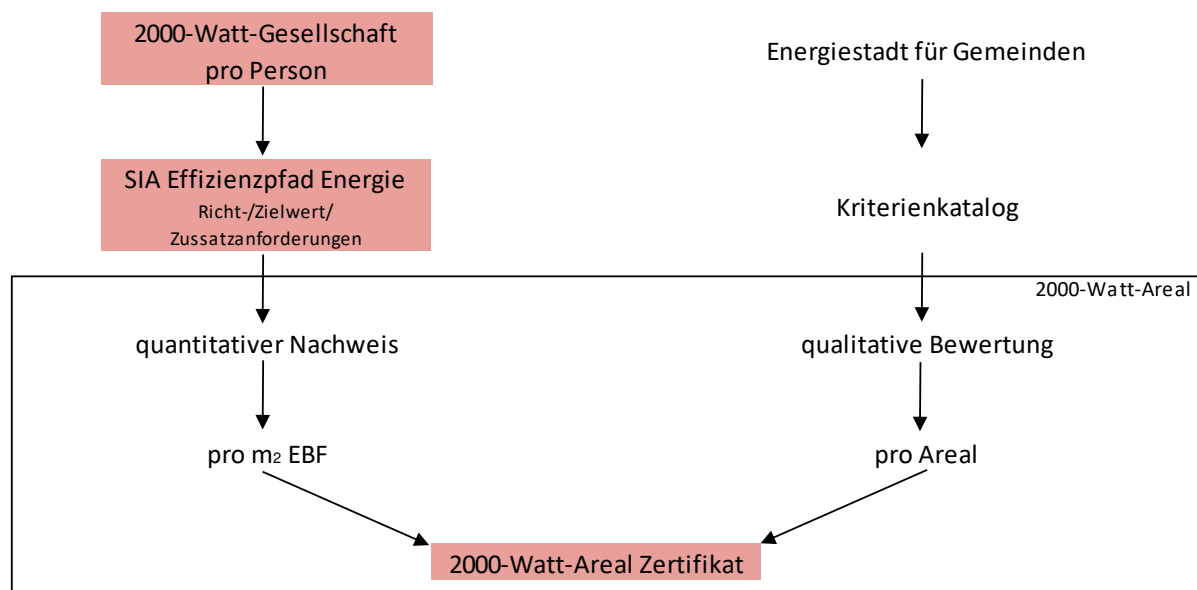 2000-Watt-Gesellschaft
pro Person
Energiestadt für Gemeinden
SIA Effizienzpfad Energie
Richt-/Zielwert/
Zussatzanforderungen
Kriterienkatalog
2000-Watt-Areal
quantitativer Nachweis
qualitative Bewertung
pro m2 EBF
pro Areal
2000-Watt-Areal Zertifikat